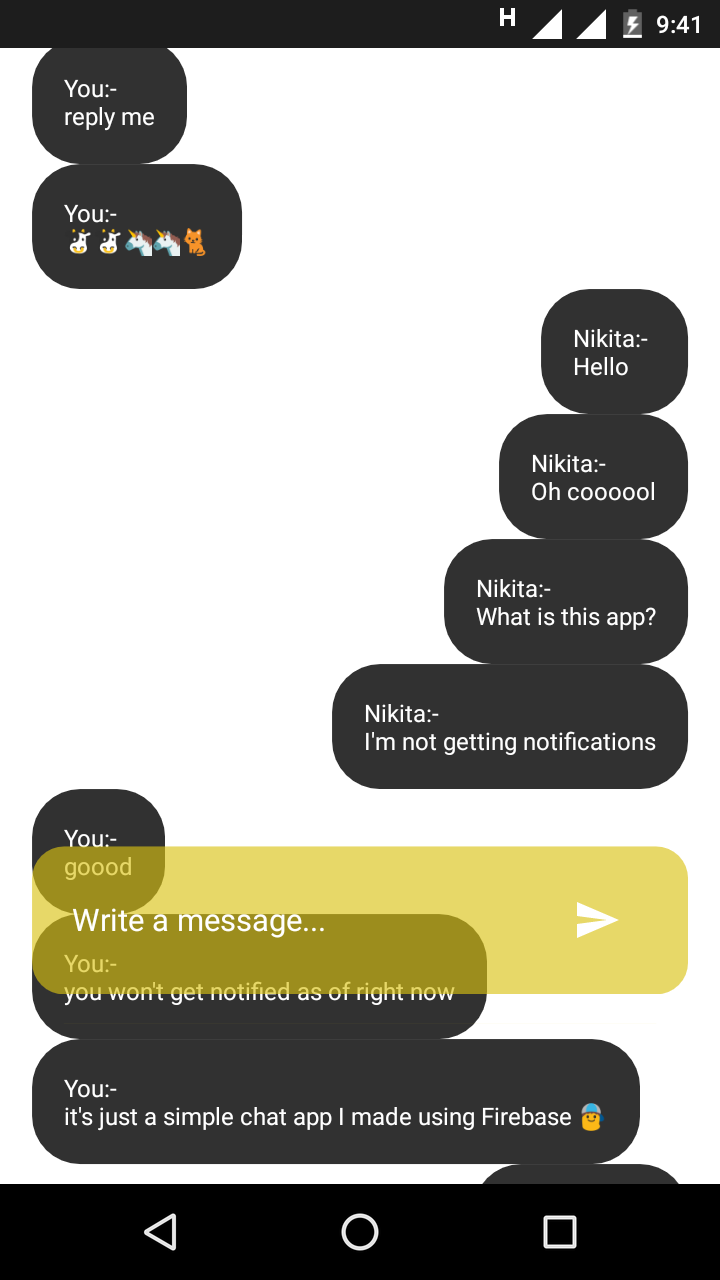 H 9:41
You:-
reply me
You:-
Nikita:-
Hello
Nikita:-
Oh coooool
Nikita:-
What is this app?
Nikita:-
I'm not getting notifications
You:-
goood
Write a message...
You:-
you won't get notified as of right now
You:-
it's just a simple chat app I made using Firebase